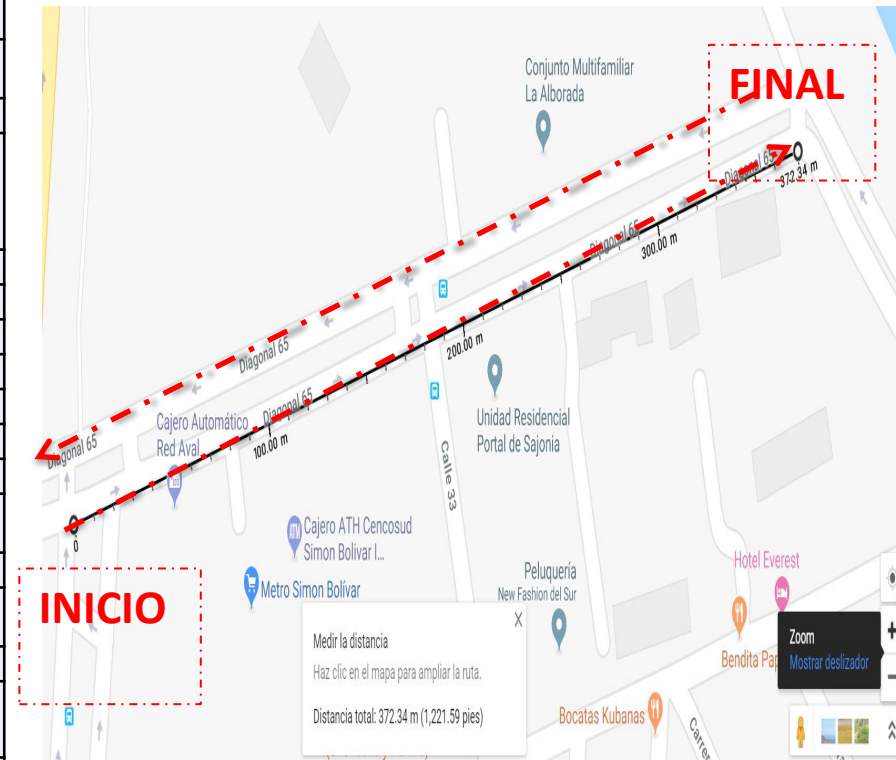 Conjunto Multifamiliar
La Alborada
FINAL
Diagonal 65
372.34 m
Diagonal 65
300.00 m
Diagonal 65
200.00 m
Diagonal 65
Cajero Automático
Red Aval
Diagonal 65
100.00 m
Unidad Residencial
Portal de Sajonia
Calle 33
0
ATM
Cajero ATH Cencosud
Simon Bolivar I...
Metro Simon Bolívar
INICIO
Peluquería
New Fashion del Sur
Hotel Everest
Medir la distancia
Haz clic en el mapa para ampliar la ruta.
Distancia total: 372.34 m (1,221.59 pies)
Zoom
Mostrar deslizador
Bendita
Bocatas Kubanas